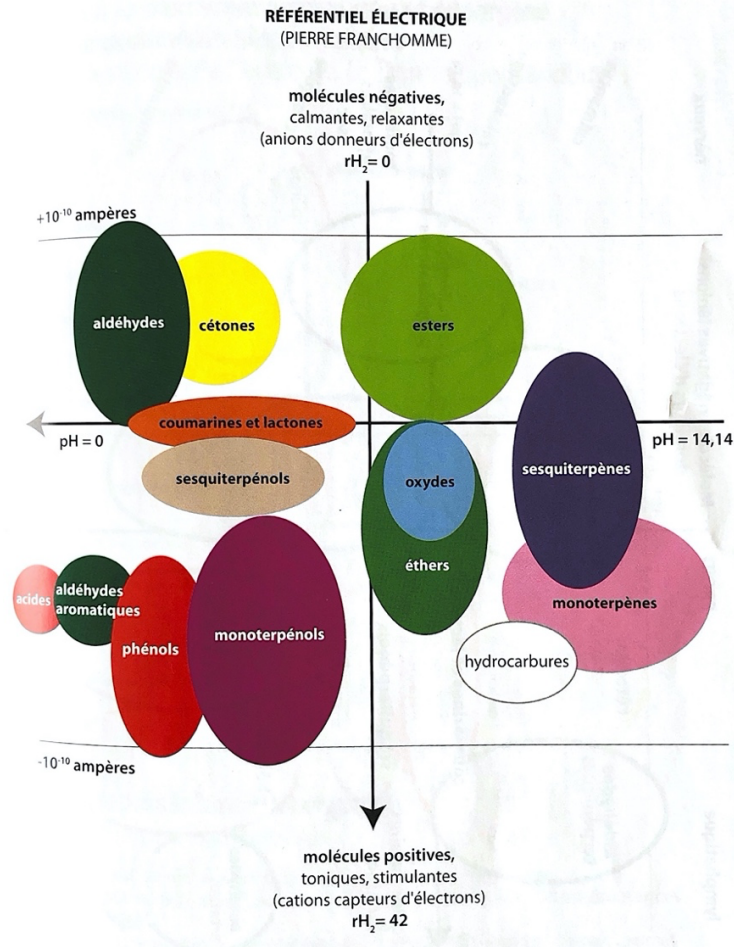 RÉFÉRENTIEL ÉLECTRIQUE
(PIERRE FRANCHOMME)
molécules négatives,
calmantes, relaxantes
(anions donneurs d'électrons)
rH₂= 0
+10⁻¹⁰ ampères
aldéhydes
cétones
esters
coumarines et lactones
pH = 0
pH = 14,14
sesquiterpènes
sesquiterpénols
oxydes
éthers
acides
aldéhydes
aromatiques
monoterpènes
phénols
monoterpénols
hydrocarbures
-10⁻¹⁰ ampères
molécules positives,
toniques, stimulantes
(cations capteurs d'électrons)
rH₂= 42